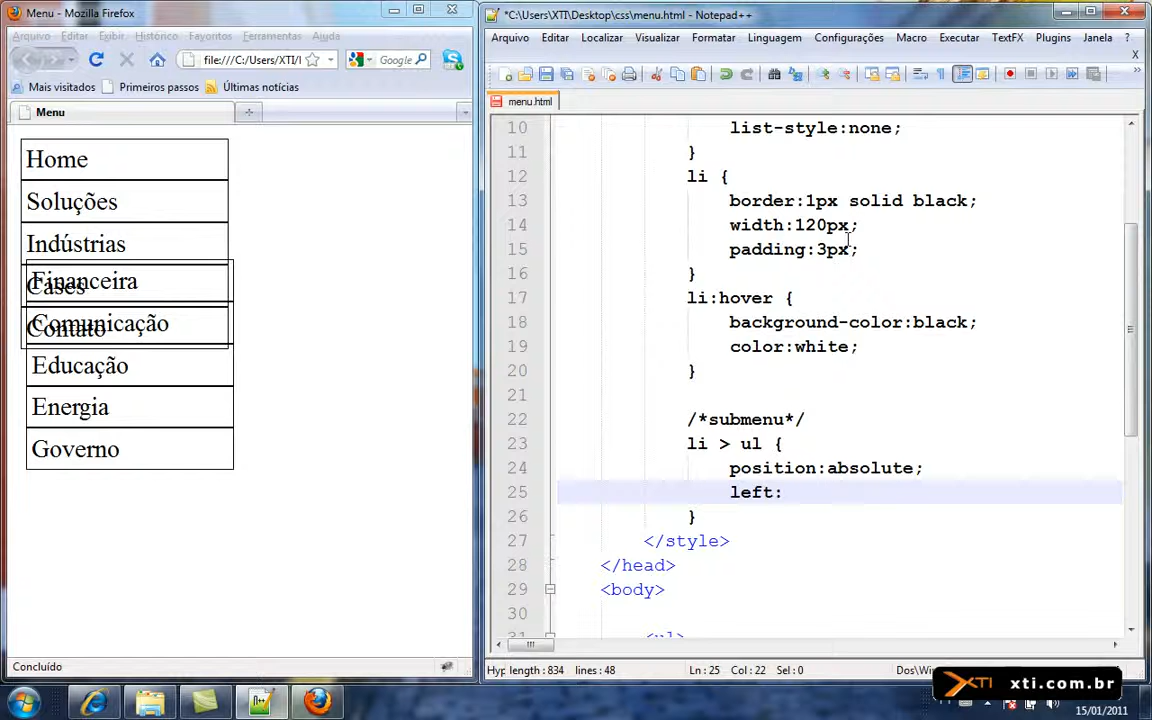 Menu - Mozilla Firefox
Arquivo Editar Exibir Histórico Favoritos Ferramentas Ajuda
file:///C:/Users/XTI/I
Google
Mais visitados Primeiros passos Últimas notícias
Menu
Home
Soluções
Indústrias
Financeira
Cases
Comunicação
Contato
Educação
Energia
Governo
Concluído
*C:\Users\XTI\Desktop\css\menu.html - Notepad++
Arquivo Editar Localizar Visualizar Formatar Linguagem Configurações Macro Executar TextFX Plugins Janela ?
X
menu.html
10 list-style:none;
11 }
12 li {
13 border:1px solid black;
14 width:120px;
15 padding:3px;
16 }
17 li:hover {
18 background-color:black;
19 color:white;
20 }
21
22 /*submenu*/
23 li > ul {
24 position:absolute;
25 left:
26 }
27 </style>
28 </head>
29 <body>
30
31 <ul>
Hyp length:834 lines:48 Ln:25 Col:22 Sel:0 Dos\Win
XTI xti.com.br
15/01/2011